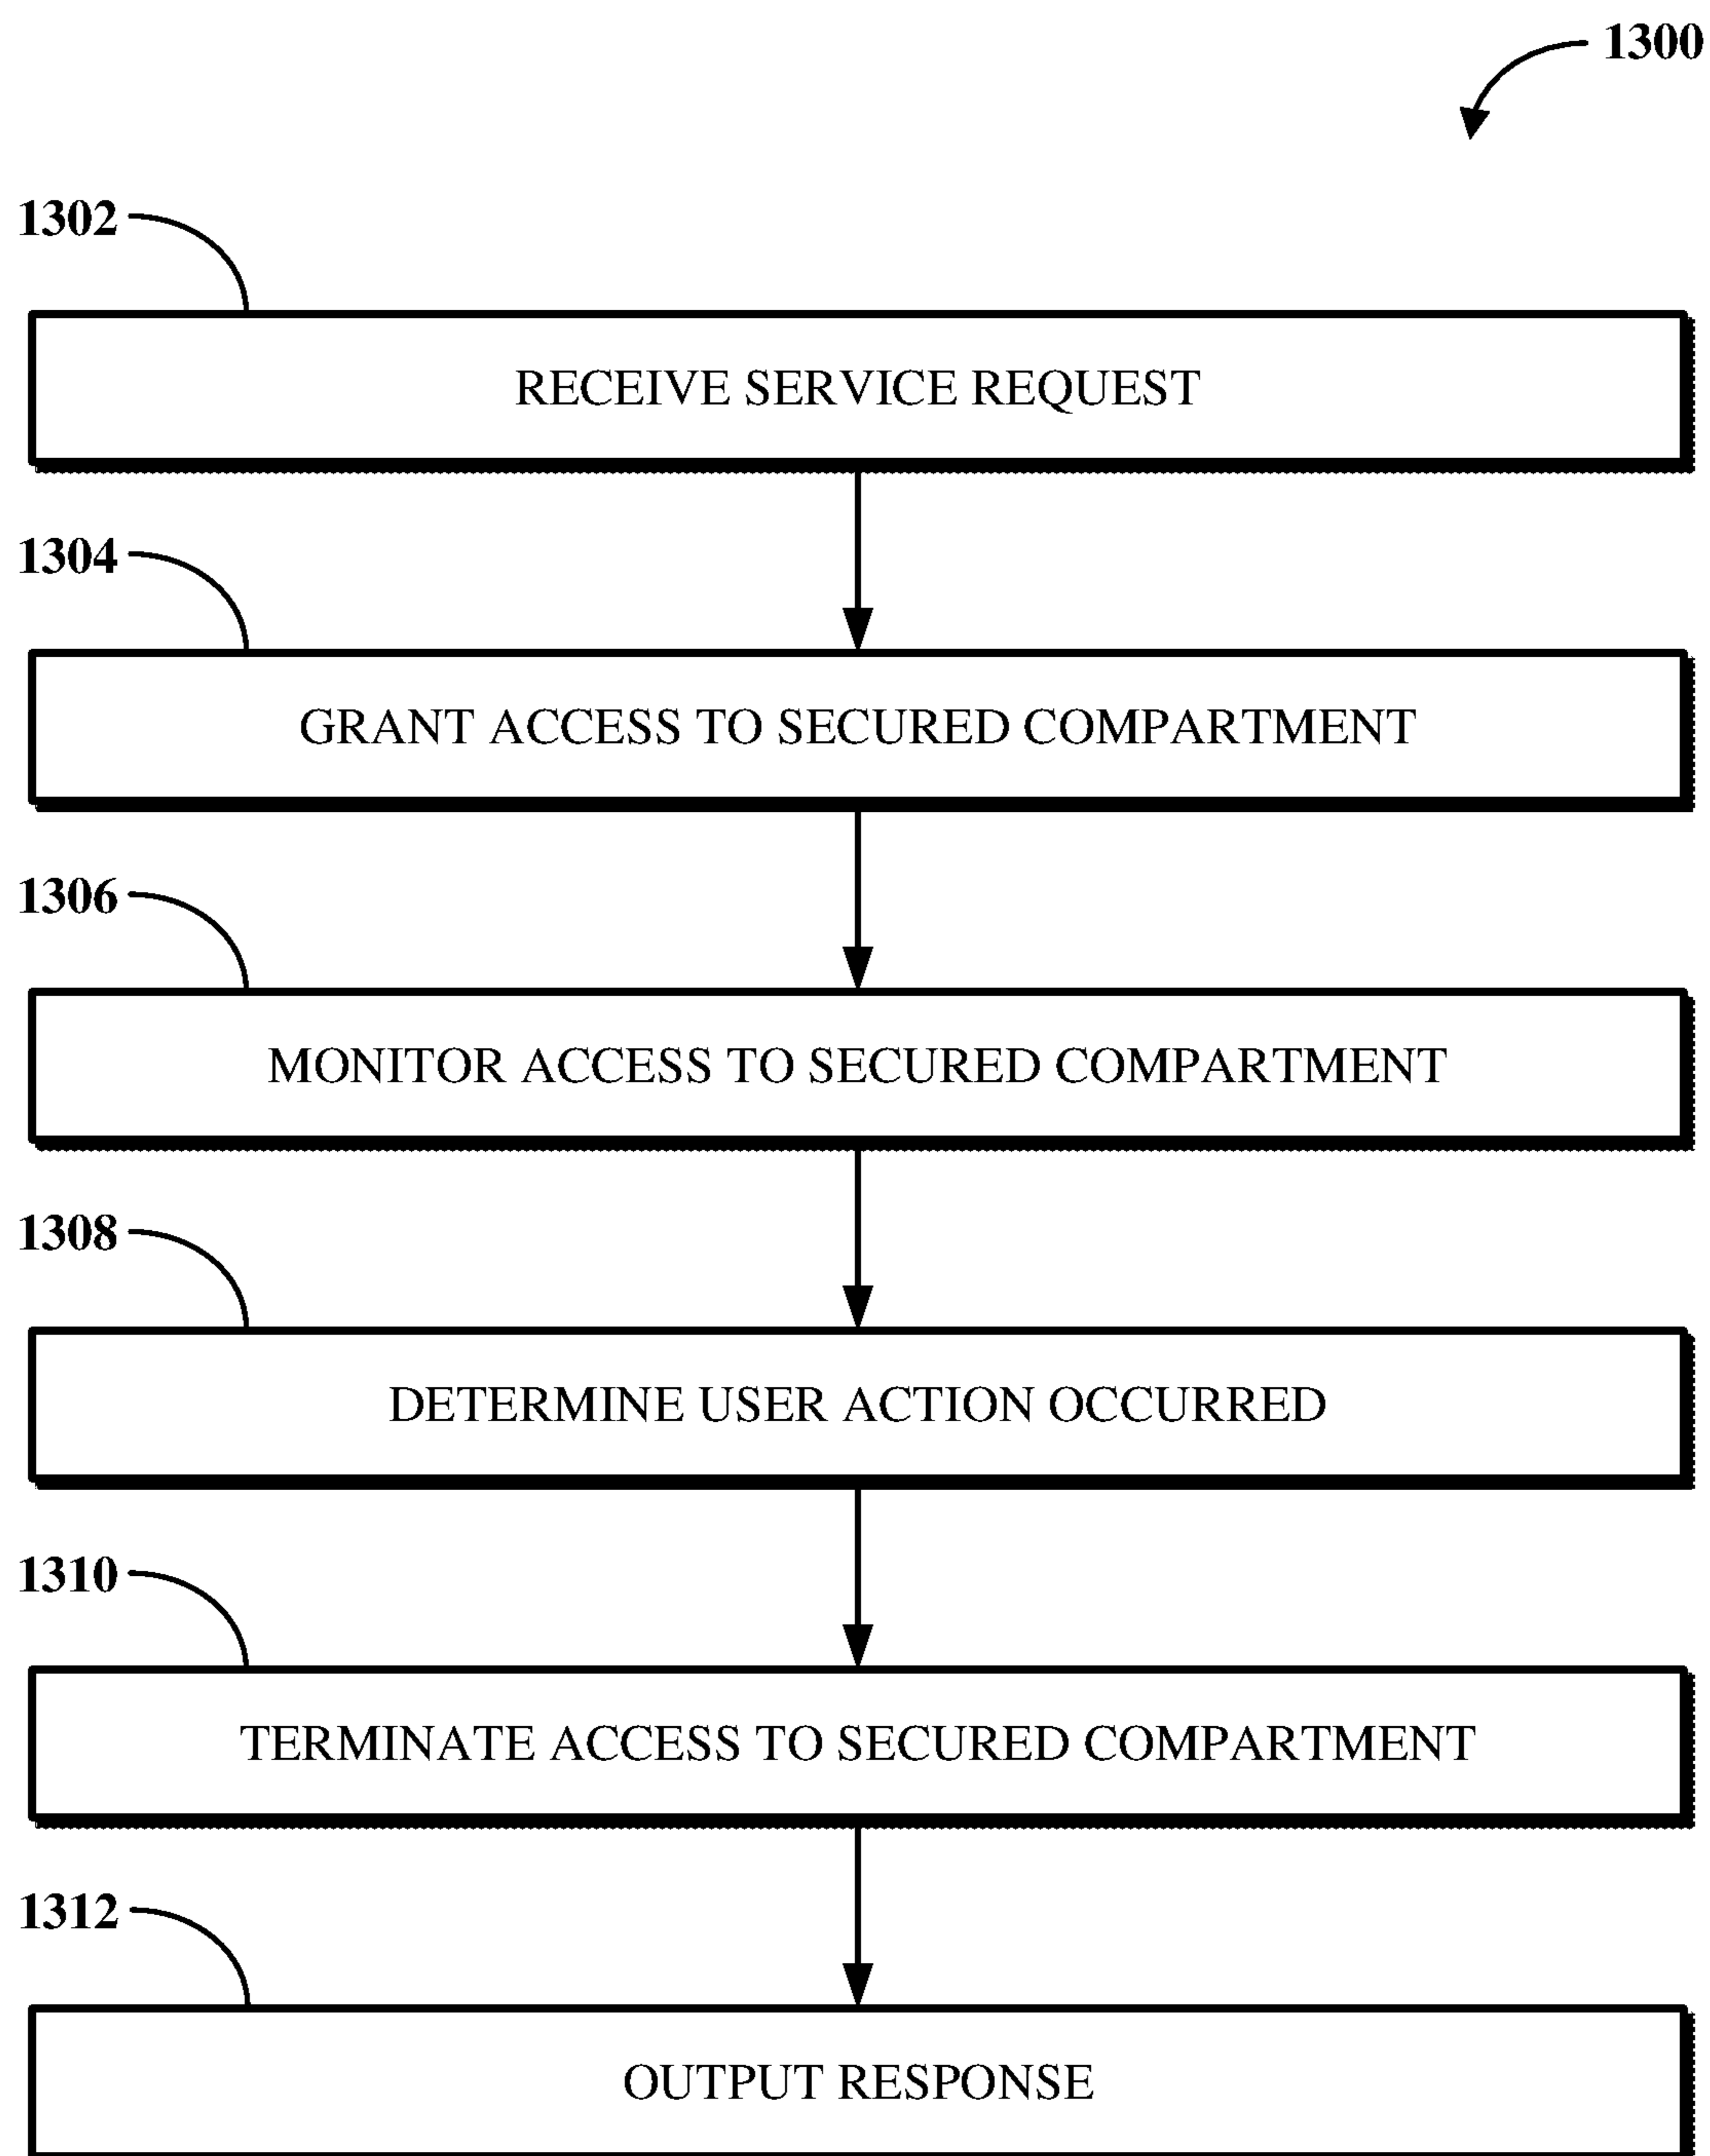 1300
1302
RECEIVE SERVICE REQUEST
1304
GRANT ACCESS TO SECURED COMPARTMENT
1306
MONITOR ACCESS TO SECURED COMPARTMENT
1308
DETERMINE USER ACTION OCCURRED
1310
TERMINATE ACCESS TO SECURED COMPARTMENT
1312
OUTPUT RESPONSE